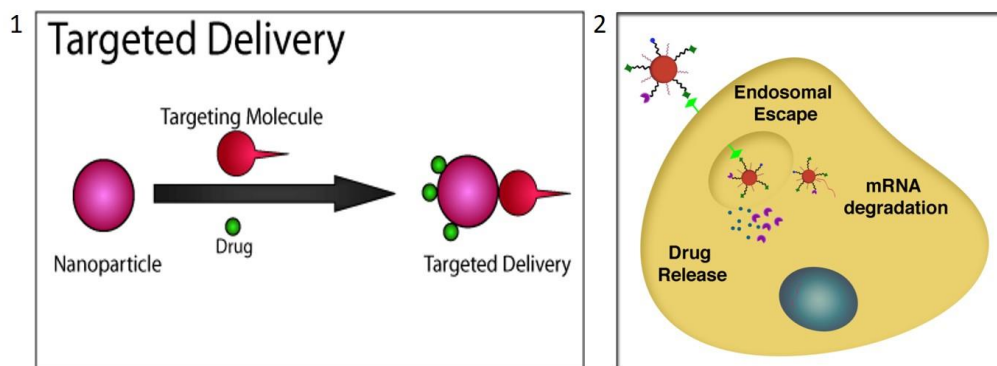 1
Targeted Delivery
Targeting Molecule
Nanoparticle
Drug
Targeted Delivery
2
Endosomal
Escape
mRNA
degradation
Drug
Release